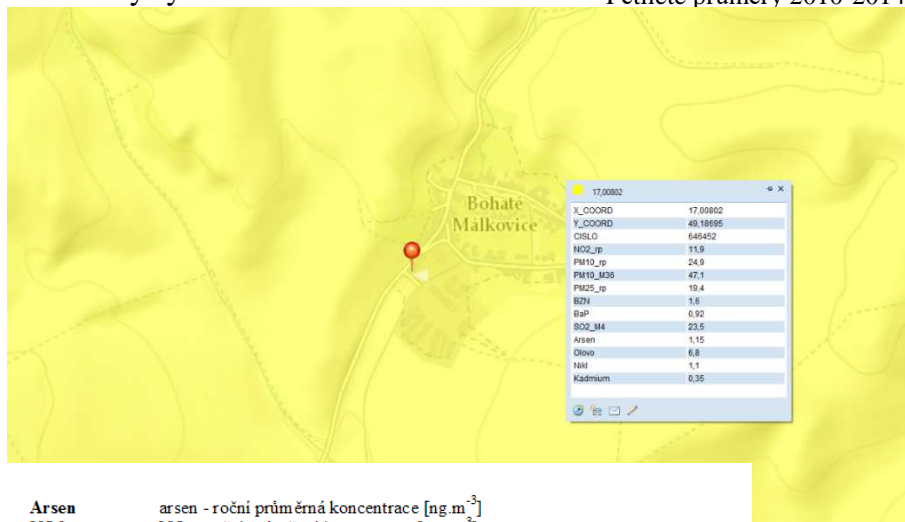 Pětileté průměry 2010-2014
Bohaté
Málkovice
17,00802
X_COORD 17,00802
Y_COORD 49,18695
CISLO 646452
NO2_rp 11,9
PM10_rp 24,9
PM10_M36 47,1
PM25_rp 19,4
BZN 1,6
BaP 0,92
SO2_M4 23,5
Arsen 1,15
Olovo 6,8
Nikl 1,1
Kadmium 0,35
Arsen arsen - roční průměrná koncentrace [ng.m-3]